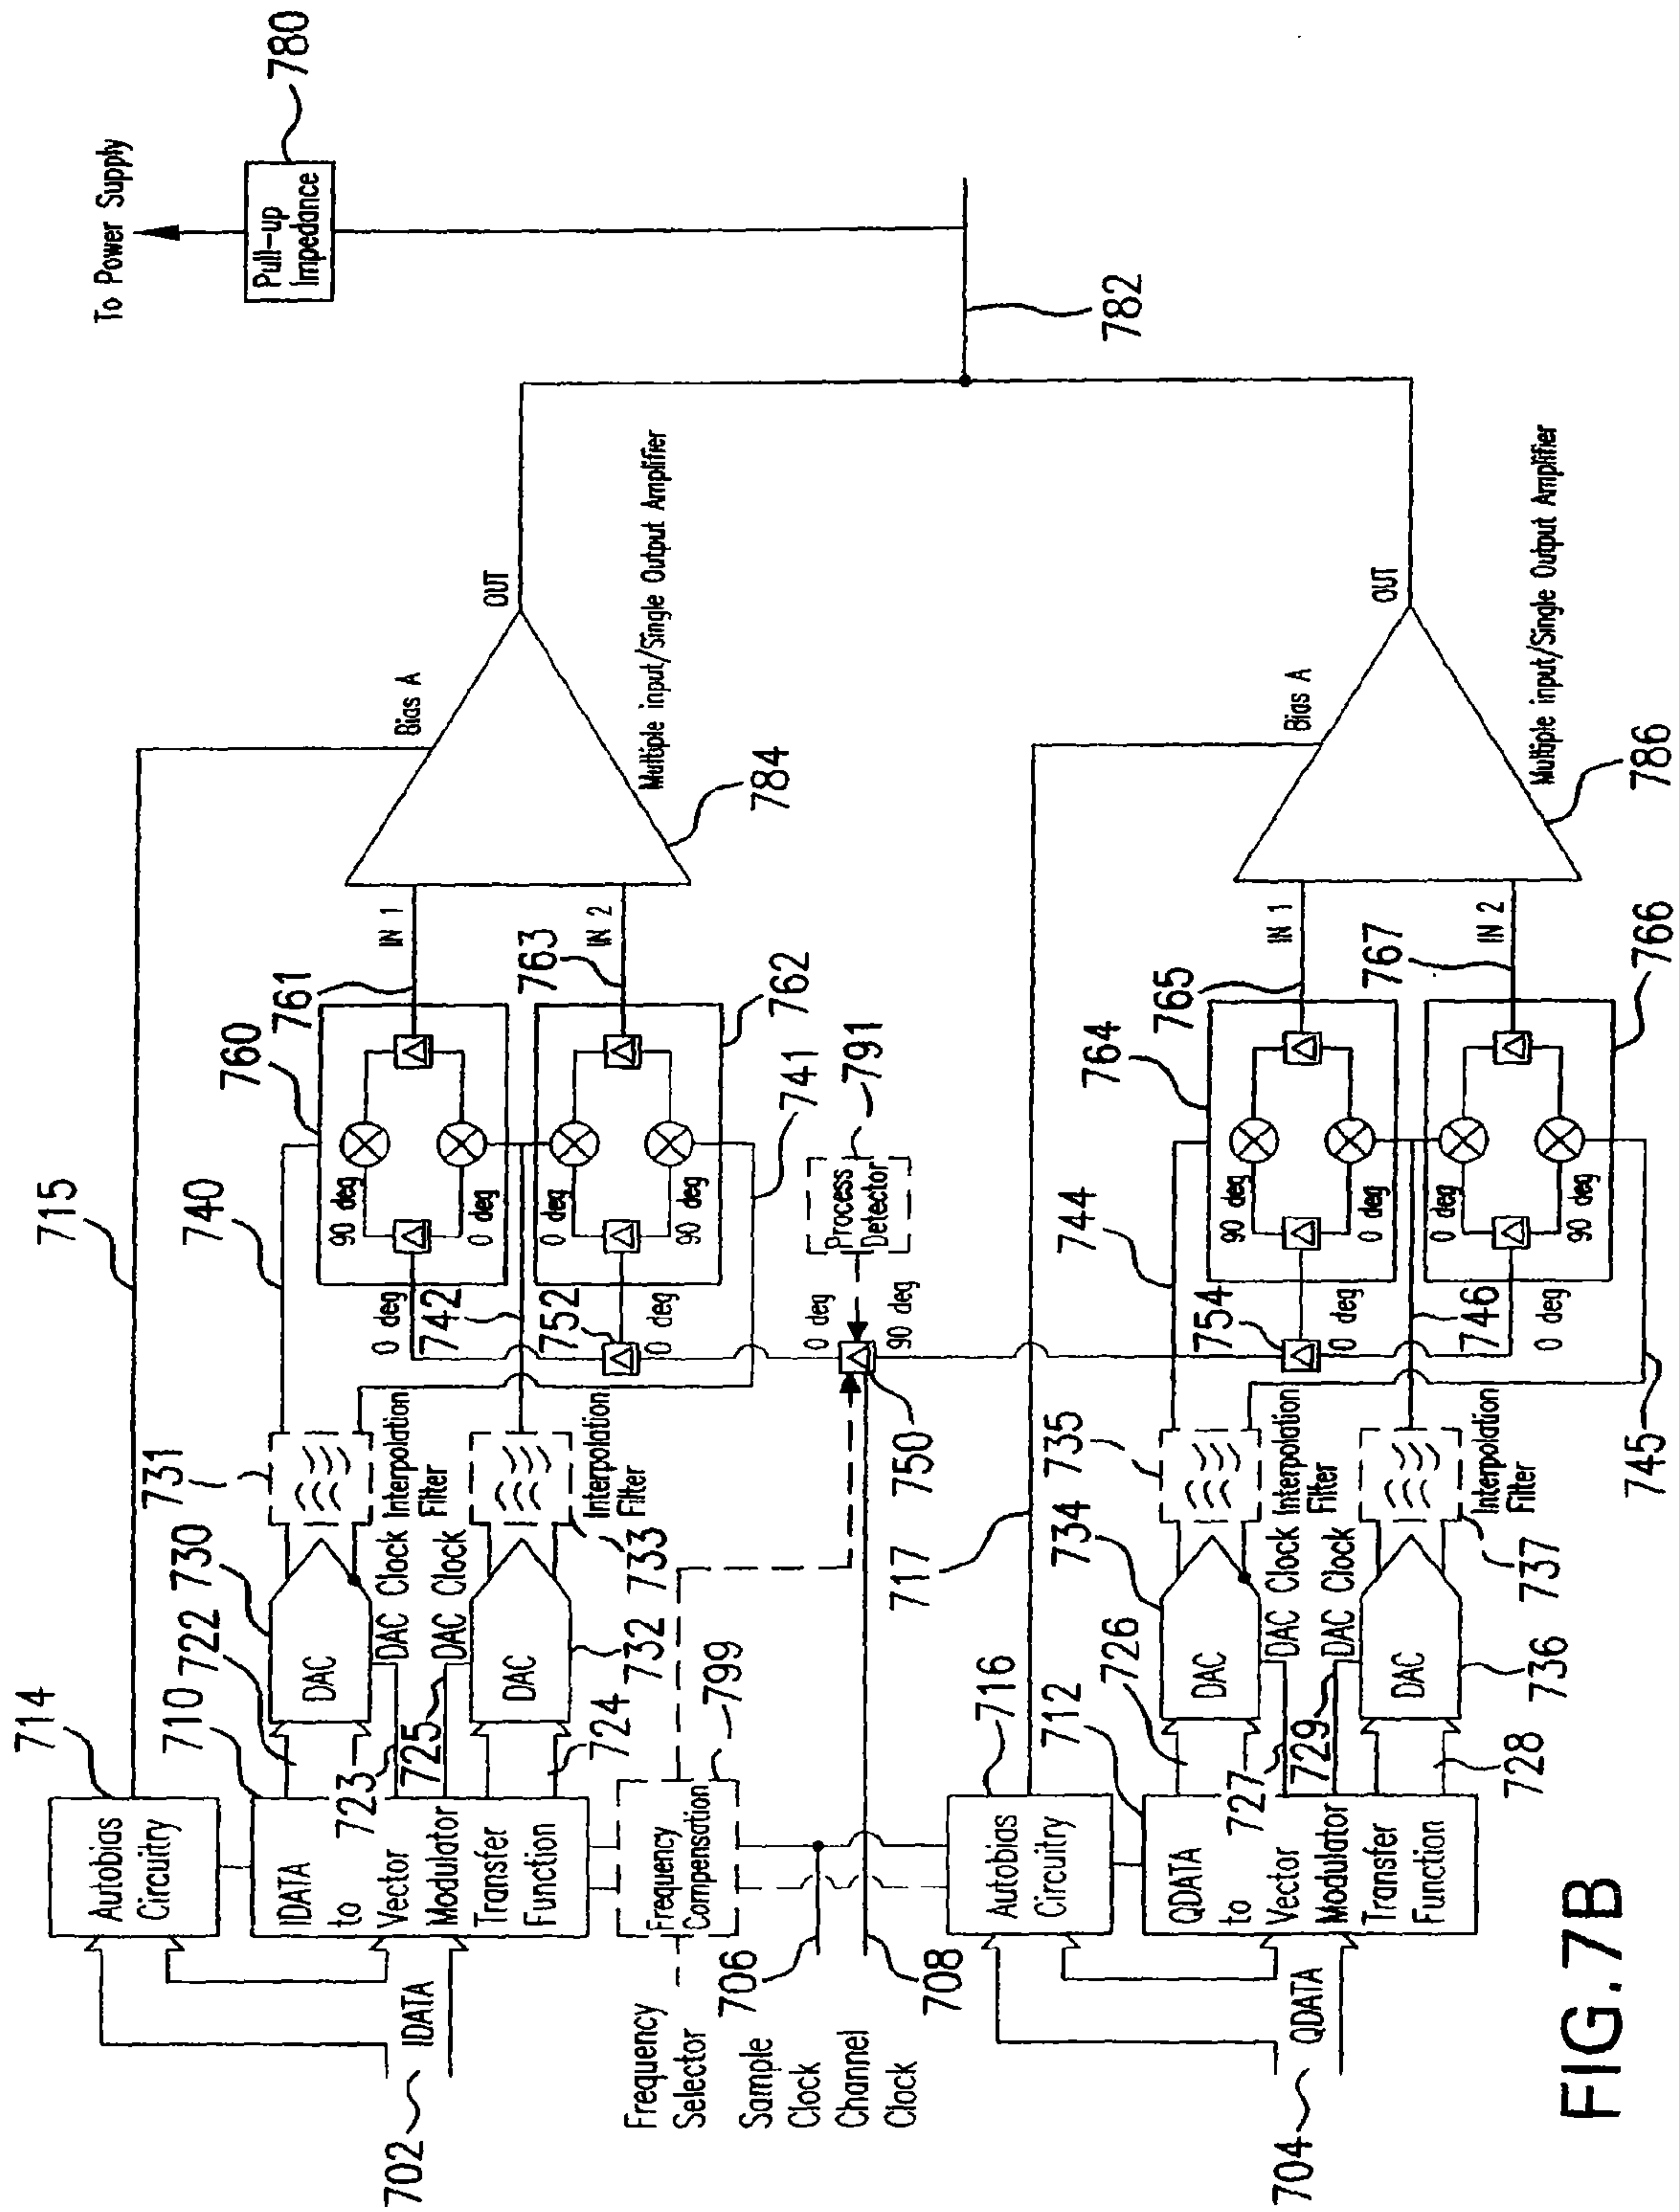 To Power Supply
Pull-up
Impedance
780
782
715
Bias A
OUT
Multiple input/Single Output Amplifier
784
IN 1
IN 2
761
763
760
762
741
740
90 deg
0 deg
0 deg
90 deg
0 deg
742
752
0 deg
Process
Detector
791
0 deg
90 deg
750
714
Autobias
Circuitry
710
722
730
731
DAC
DAC Clock
Interpolation
Filter
723
725
DAC Clock
DAC
732
733
Interpolation
Filter
724
IDATA
to
Vector
Modulator
Transfer
Function
IDATA
702
Frequency
Compensation
799
Frequency
Selector
706
Sample
Clock
708
Channel
Clock
717
Bias A
OUT
Multiple input/Single Output Amplifier
786
IN 1
IN 2
765
767
764
766
744
90 deg
0 deg
0 deg
90 deg
754
0 deg
746
0 deg
745
716
Autobias
Circuitry
712
726
734
735
DAC
DAC Clock
Interpolation
Filter
727
729
DAC Clock
DAC
736
737
Interpolation
Filter
728
QDATA
to
Vector
Modulator
Transfer
Function
QDATA
704
FIG.7B